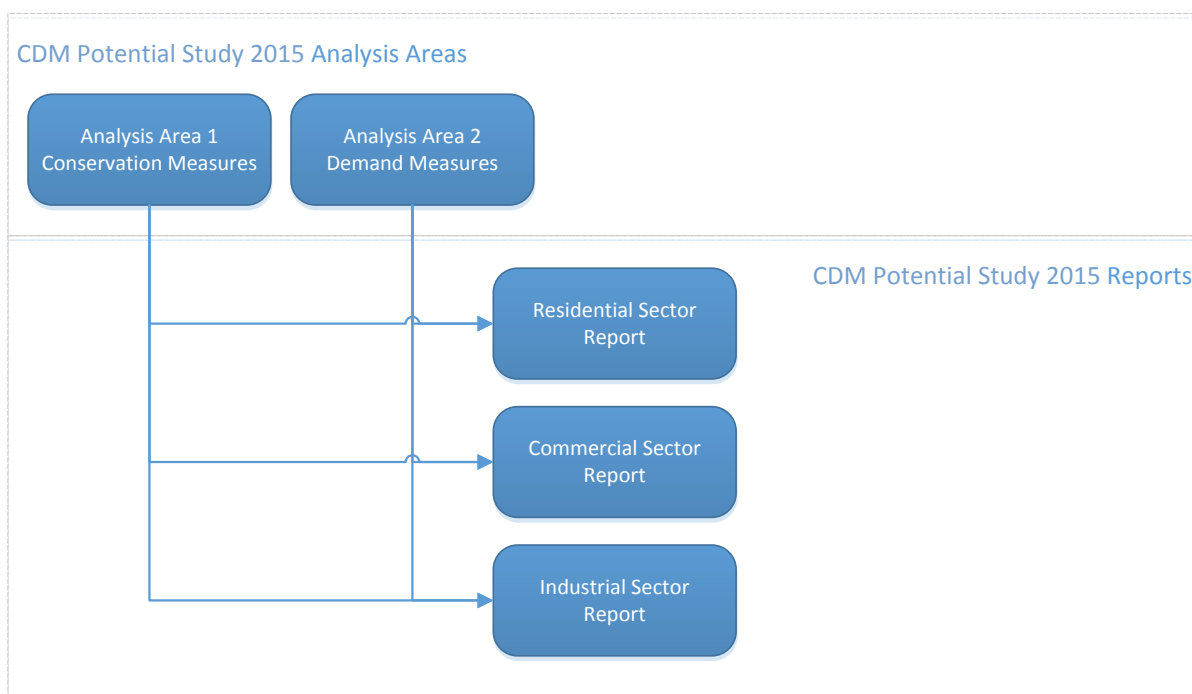 CDM Potential Study 2015 Analysis Areas
Analysis Area 1
Conservation Measures
Analysis Area 2
Demand Measures
CDM Potential Study 2015 Reports
Residential Sector
Report
Commercial Sector
Report
Industrial Sector
Report